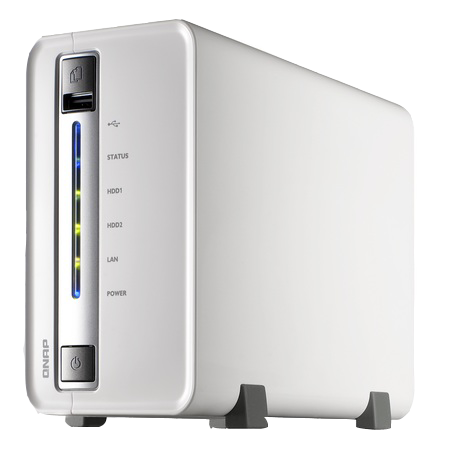 STATUS
HDD1
HDD2
LAN
POWER
QNAP